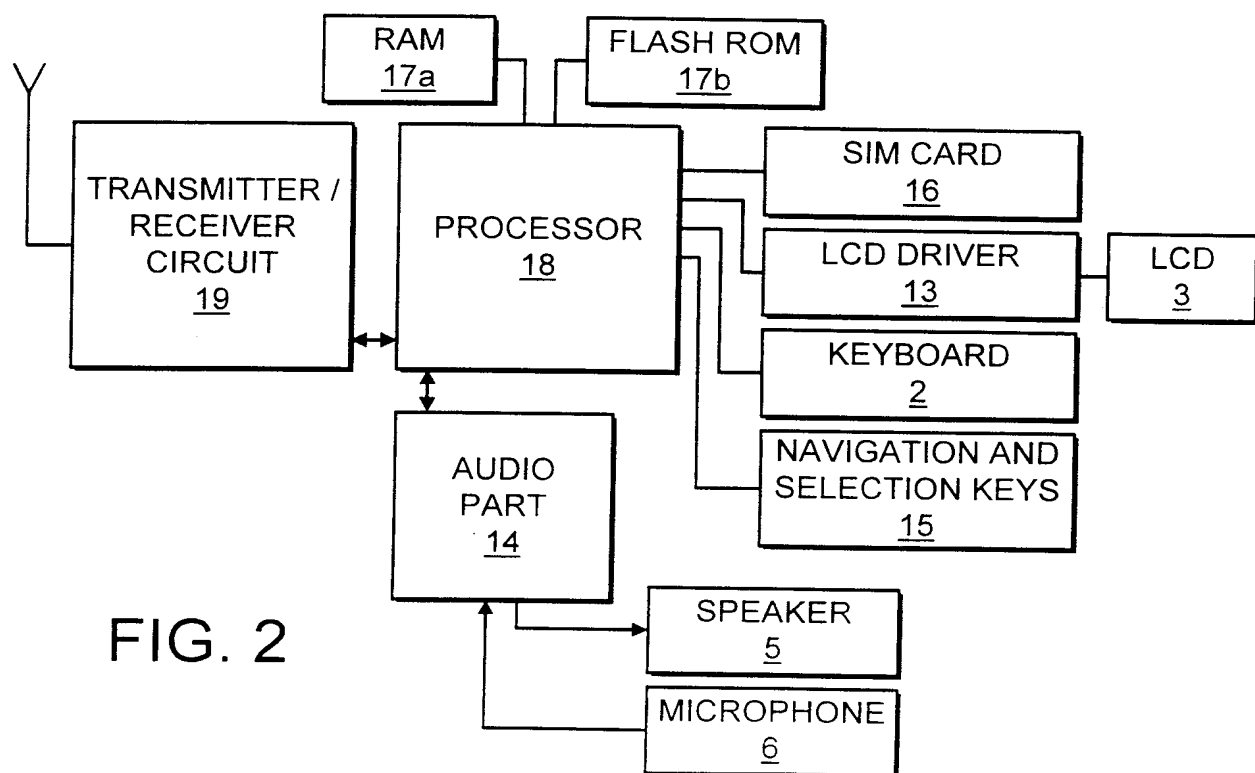 RAM
17a
FLASH ROM
17b
TRANSMITTER /
RECEIVER
CIRCUIT
19
PROCESSOR
18
SIM CARD
16
LCD DRIVER
13
LCD
3
KEYBOARD
2
NAVIGATION AND
SELECTION KEYS
15
AUDIO
PART
14
SPEAKER
5
MICROPHONE
6
FIG. 2